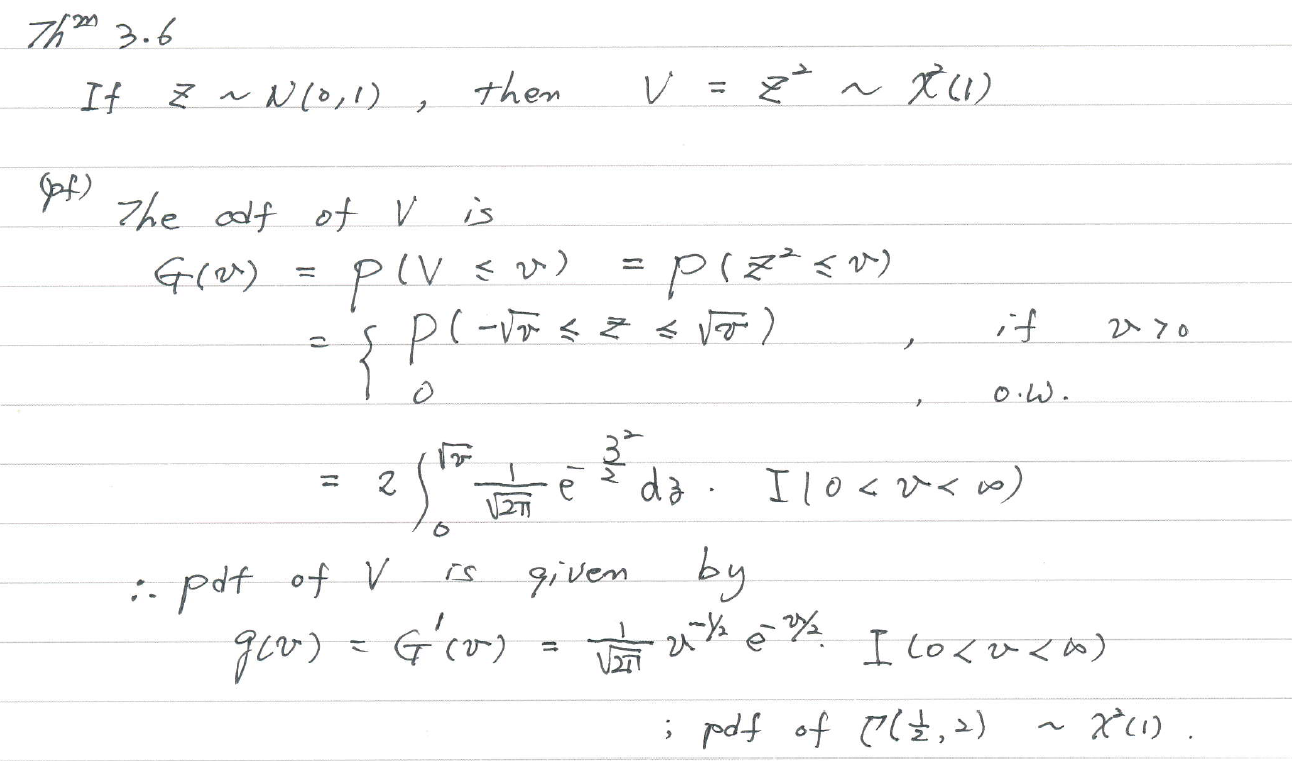 Thᵐ 3.6
If Z ~ N(0,1) , then V = Z² ~ χ²(1)
(pf) The cdf of V is
G(v) = P(V ≤ v) = P(Z² ≤ v)
= { P(-√v ≤ Z ≤ √v) , if v > 0
0 , o.w.
= 2 ∫₀^√v 1/√2π e^(-z²/2) dz · I(0 < v < ∞)
∴ pdf of V is given by
g(v) = G'(v) = 1/√2π v^(-1/2) e^(-v/2) · I(0 < v < ∞)
; pdf of Γ(1/2, 2) ~ χ²(1) .